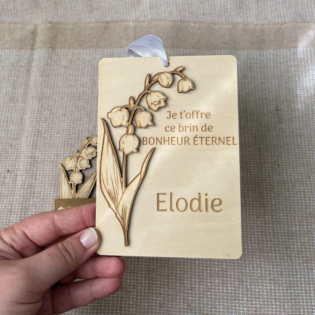 Je t'offre
ce brin de
BONHEUR ÉTERNEL
Elodie